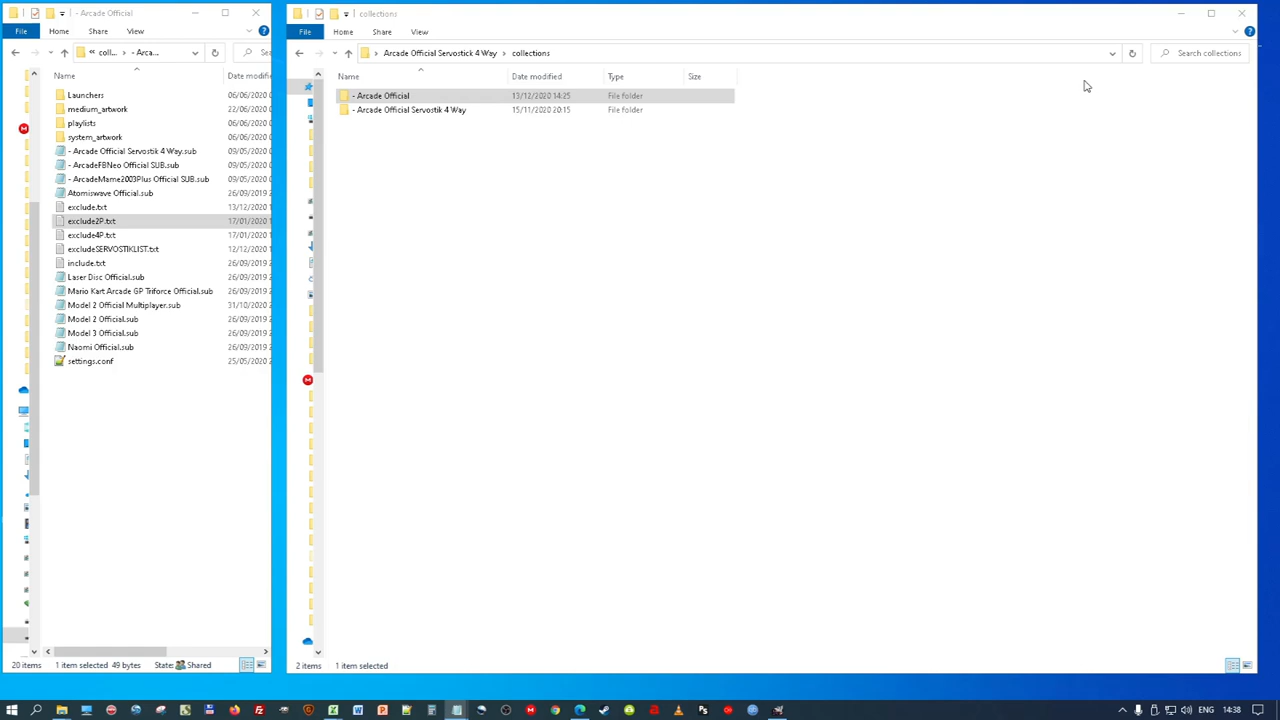 - Arcade Official
File Home Share View
coll... - Arca...
Name Date modified
Launchers 06/06/2020
medium_artwork 22/06/2020
playlists 06/06/2020
system_artwork 06/06/2020
- Arcade Official Servostik 4 Way.sub 09/05/2020
- ArcadeFBNeo Official SUB.sub 09/05/2020
- ArcadeMame2003Plus Official SUB.sub 09/05/2020
Atomiswave Official.sub 26/09/2019
exclude.txt 13/12/2020
exclude2P.txt 17/01/2020
exclude4P.txt 17/01/2020
excludeSERVOSTIKLIST.txt 12/12/2020
include.txt 26/09/2019
Laser Disc Official.sub 26/09/2019
Mario Kart Arcade GP Triforce Official.sub 26/09/2019
Model 2 Official Multiplayer.sub 31/10/2020
Model 2 Official.sub 26/09/2019
Model 3 Official.sub 26/09/2019
Naomi Official.sub 26/09/2019
settings.conf 25/05/2020
20 items 1 item selected 49 bytes State: Shared
collections
File Home Share View
Arcade Official Servostick 4 Way collections Search collections
Name Date modified Type Size
- Arcade Official 13/12/2020 14:25 File folder
- Arcade Official Servostik 4 Way 15/11/2020 20:15 File folder
2 items 1 item selected
ENG 14:38